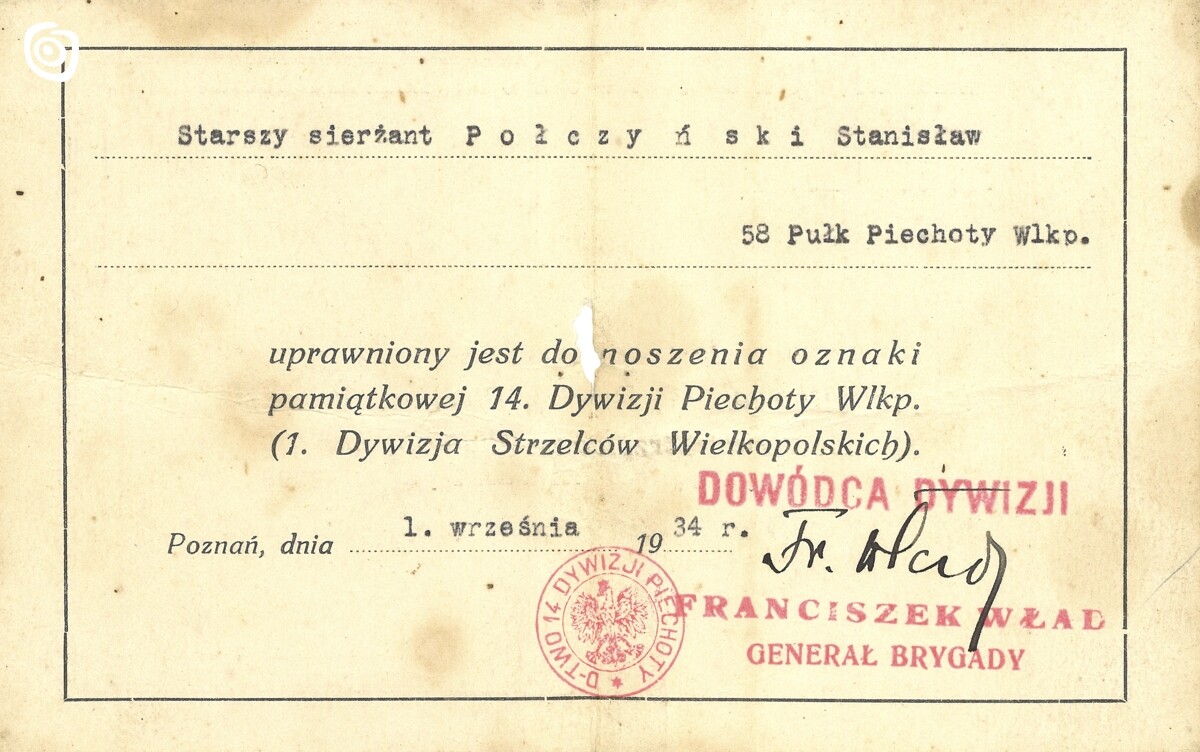 Starszy sierżant P o ł c z y ń s k i Stanisław
58 Pułk Piechoty Wlkp.
uprawniony jest do noszenia oznaki
pamiątkowej 14. Dywizji Piechoty Wlkp.
(1. Dywizja Strzelców Wielkopolskich).
DOWÓDCA DYWIZJI
Poznań, dnia 1. września 1934 r.
Fr. Wład
D-TWO 14 DYWIZJI PIECHOTY
FRANCISZEK WŁAD
GENERAŁ BRYGADY